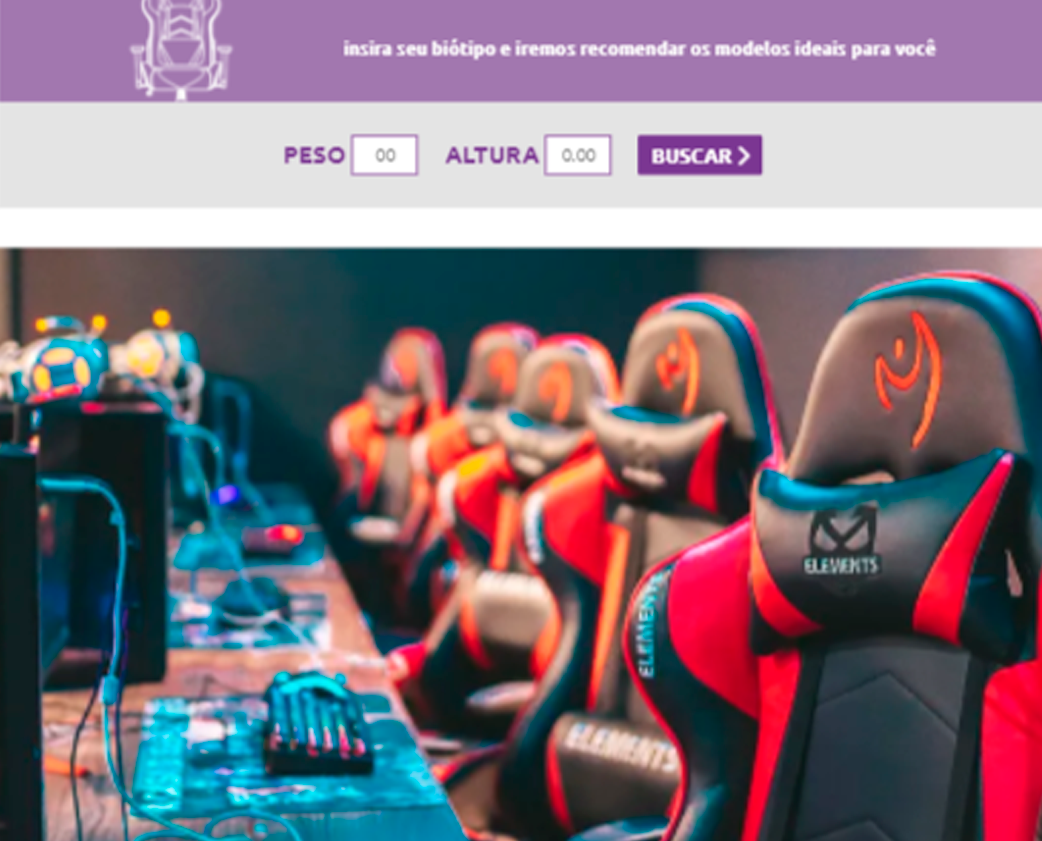 insira seu biótipo e iremos recomendar os modelos ideais para você
PESO 00 ALTURA 0.00 BUSCAR
ELEMENTS
ELEMENTS
ELEMENTS